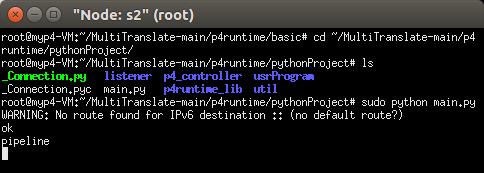 "Node: s2" (root)
root@myp4-VM:~/MultiTranslate-main/p4runtime/basic# cd ~/MultiTranslate-main/p4
runtime/pythonProject/
root@myp4-VM:~/MultiTranslate-main/p4runtime/pythonProject# ls
_Connection.py listener p4_controller usrProgram
_Connection.pyc main.py p4runtime_lib util
root@myp4-VM:~/MultiTranslate-main/p4runtime/pythonProject# sudo python main.py
WARNING: No route found for IPv6 destination :: (no default route?)
ok
pipeline